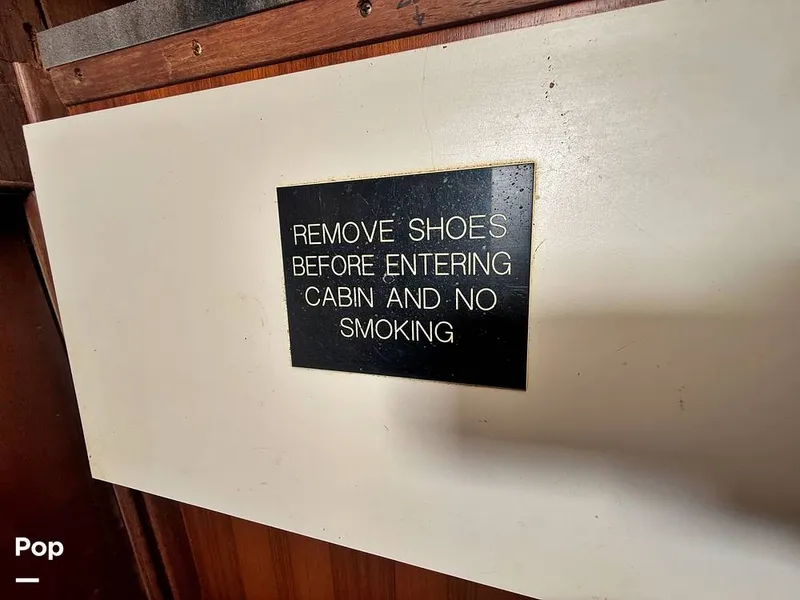 REMOVE SHOES
BEFORE ENTERING
CABIN AND NO
SMOKING
Pop